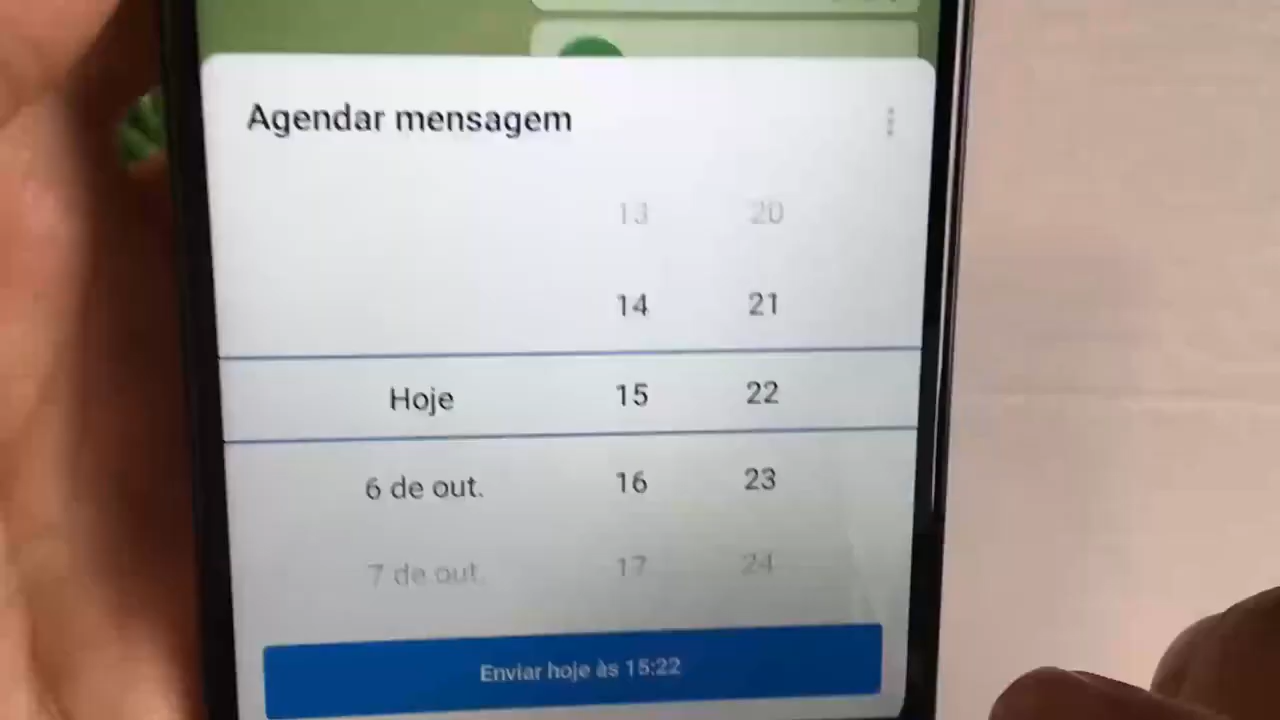 Agendar mensagem
13 20
14 21
Hoje 15 22
6 de out. 16 23
7 de out. 17 24
Enviar hoje às 15:22